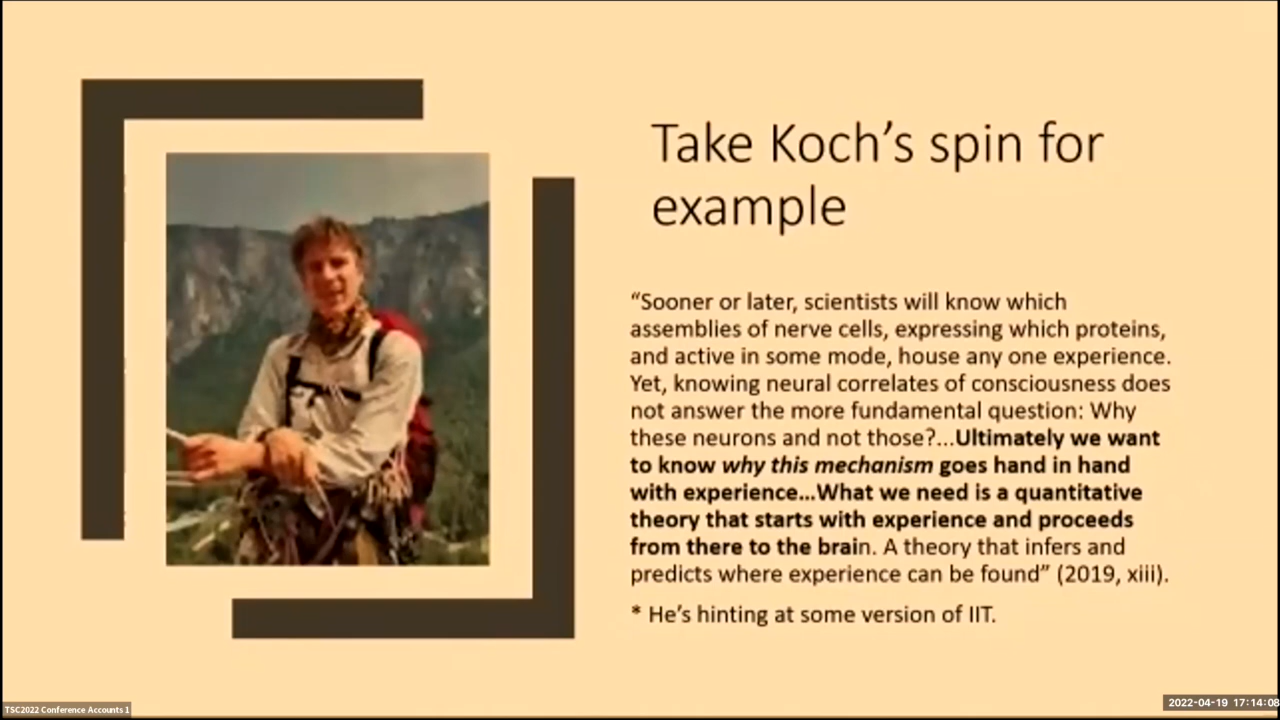 Take Koch’s spin for
example
“Sooner or later, scientists will know which
assemblies of nerve cells, expressing which proteins,
and active in some mode, house any one experience.
Yet, knowing neural correlates of consciousness does
not answer the more fundamental question: Why
these neurons and not those?...Ultimately we want
to know why this mechanism goes hand in hand
with experience...What we need is a quantitative
theory that starts with experience and proceeds
from there to the brain. A theory that infers and
predicts where experience can be found” (2019, xiii).
* He’s hinting at some version of IIT.
TSC2022 Conference Accounts 1
2022-04-19 17:14:08